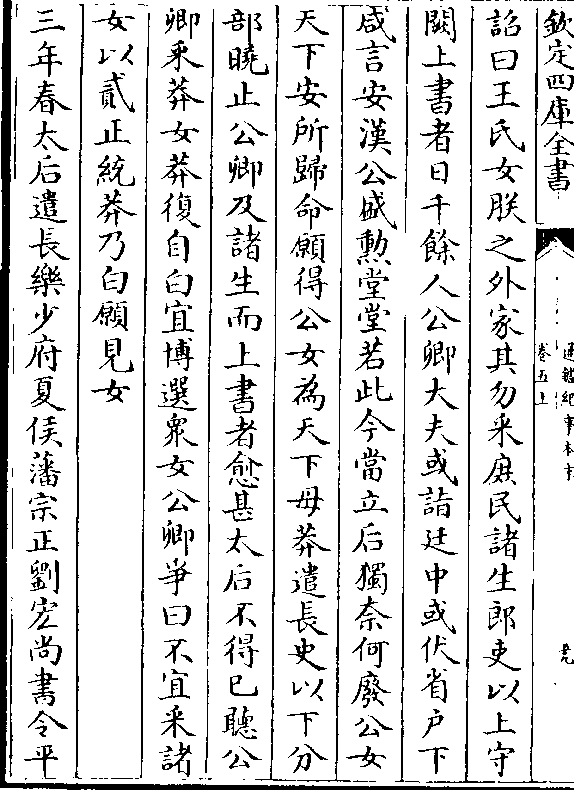 欽定四庫全書
通鑑紀事本末
卷五上
詔曰王氏女朕之外家其勿采庶民諸生郎吏以上守
闕上書者日千餘人公卿大夫或詣廷中或伏省户下
咸言安漢公盛勲堂堂若此今當立后獨奈何廢公女
天下安所歸命願得公女為天下母莽遣長史以下分
部曉止公卿及諸生而上書者愈甚太后不得已聽公
卿采莽女莽復自白宜博選衆女公卿爭曰不宜采諸
女以貳正統莽乃白願見女
三年春太后遣長樂少府夏侯藩宗正劉宏尚書令平